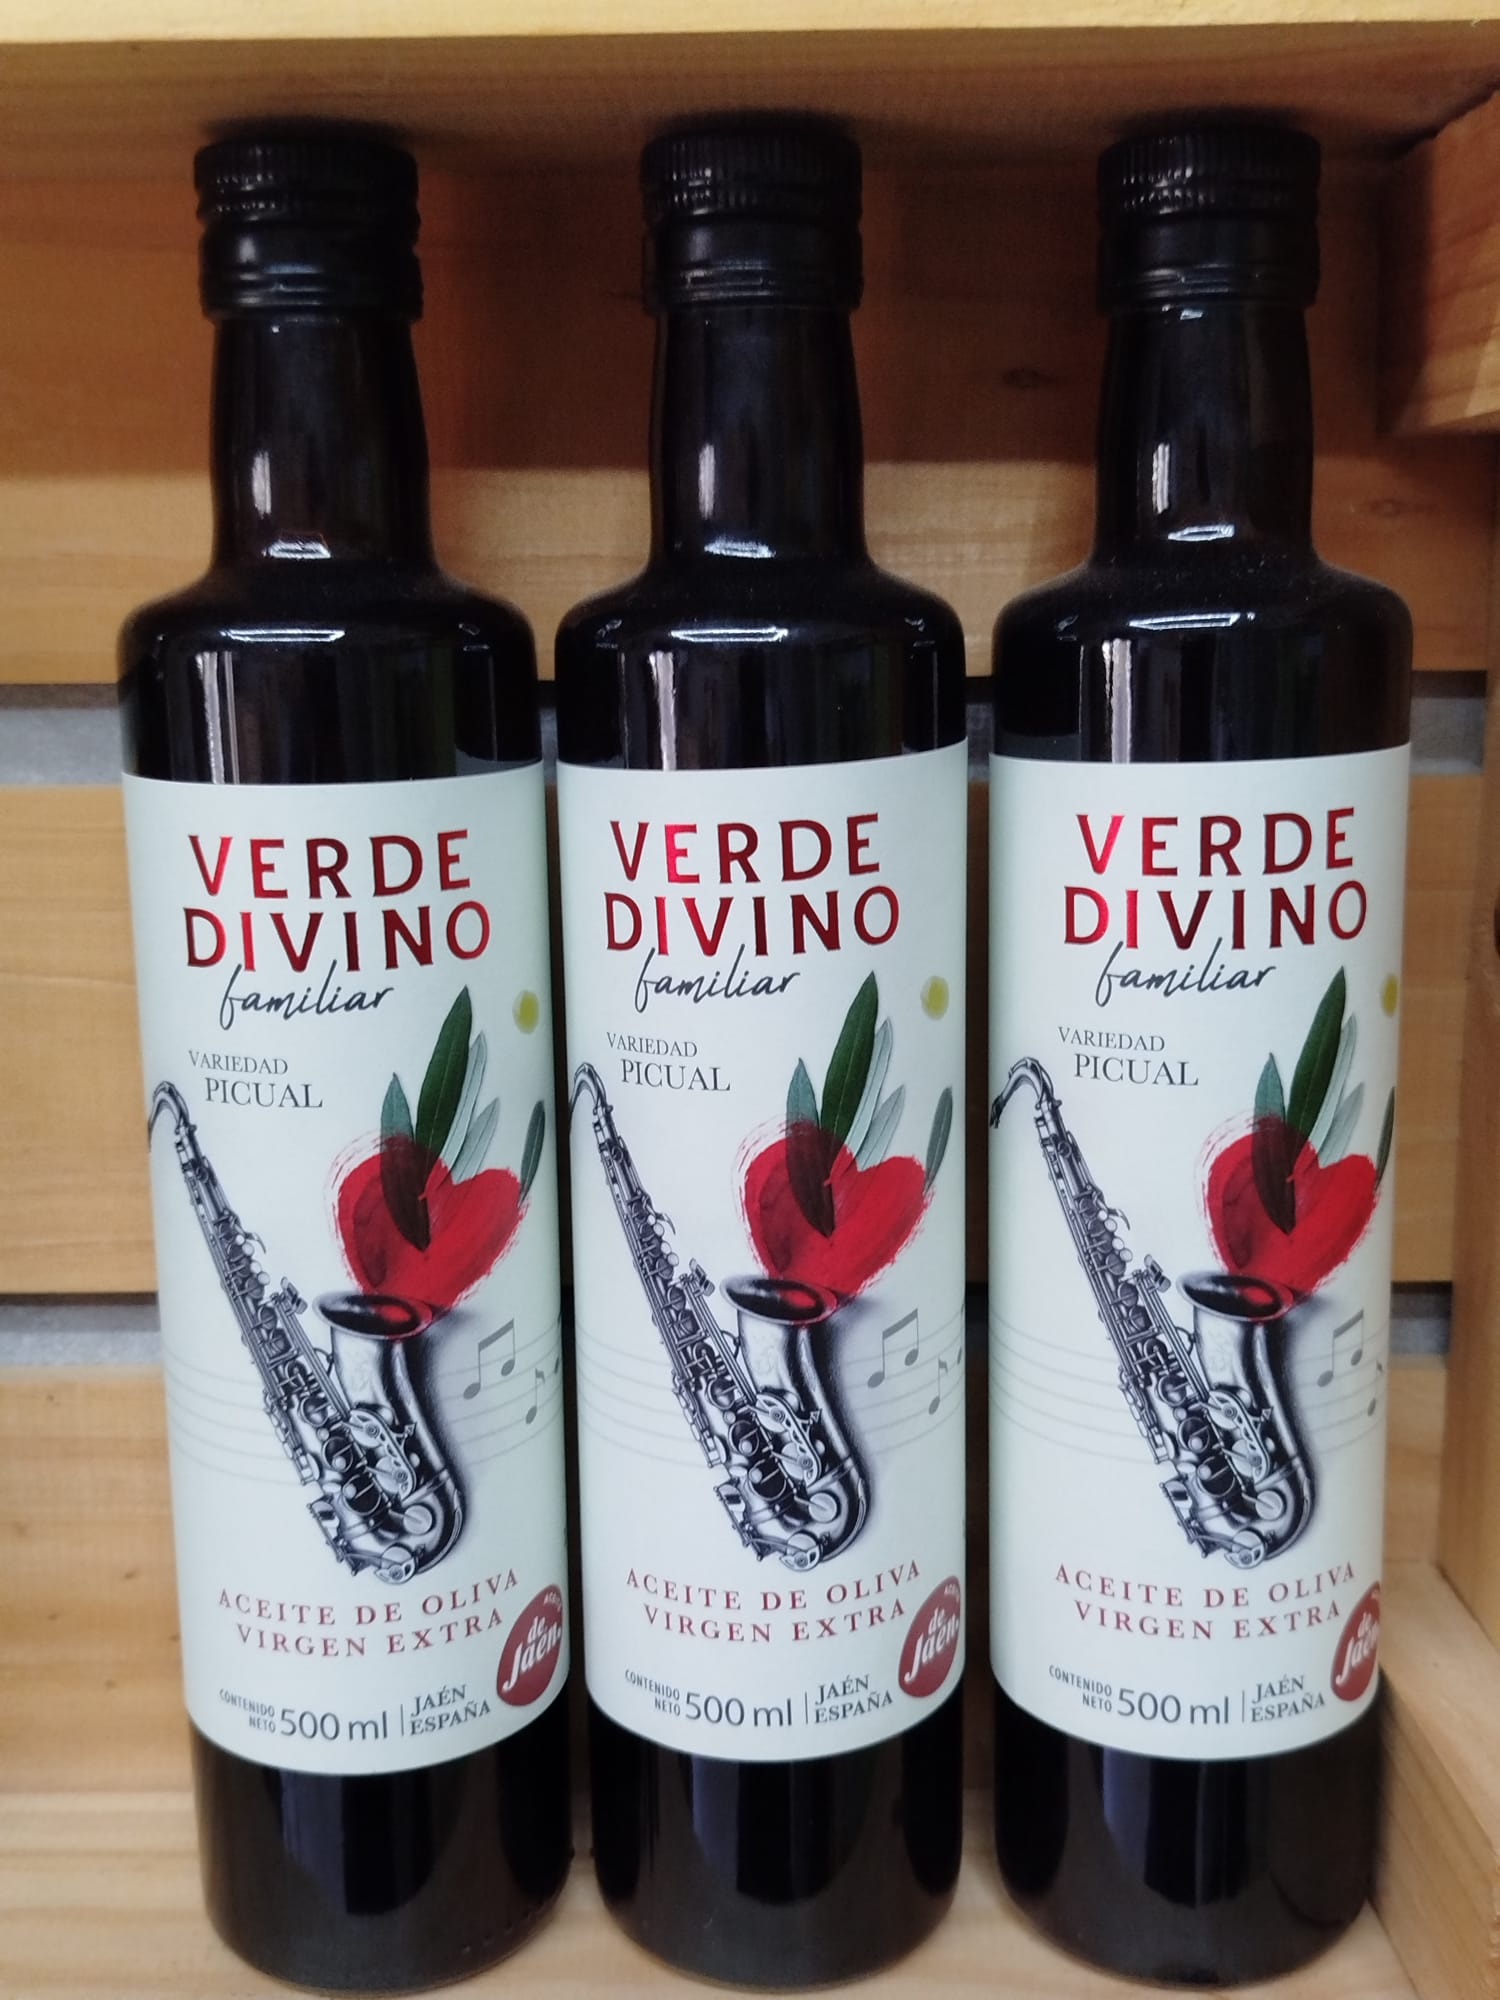 VERDE
DIVINO
familiar
VARIEDAD
PICUAL
ACEITE DE OLIVA
VIRGEN EXTRA
de
Jaén
CONTENIDO
NETO 500 ml
JAÉN
ESPAÑA
VERDE
DIVINO
familiar
VARIEDAD
PICUAL
ACEITE DE OLIVA
VIRGEN EXTRA
de
Jaén
CONTENIDO
NETO 500 ml
JAÉN
ESPAÑA
VERDE
DIVINO
familiar
VARIEDAD
PICUAL
ACEITE DE OLIVA
VIRGEN EXTRA
de
Jaén
CONTENIDO
NETO 500 ml
JAÉN
ESPAÑA